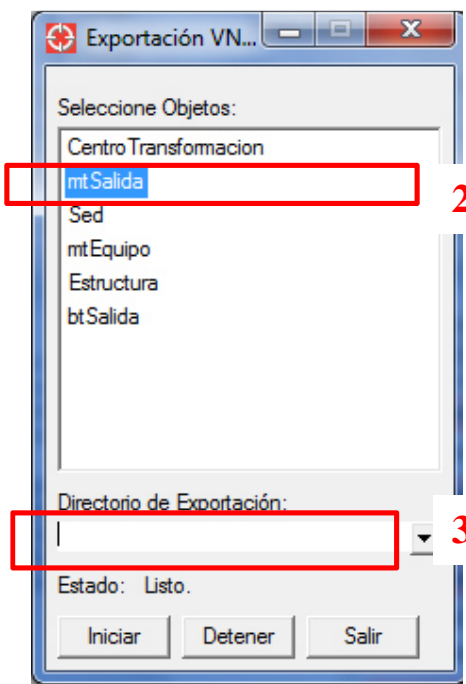 Exportación VN...
Seleccione Objetos:
CentroTransformacion
mtSalida
2
Sed
mtEquipo
Estructura
btSalida
Directorio de Exportación:
3
Estado: Listo.
Iniciar Detener Salir